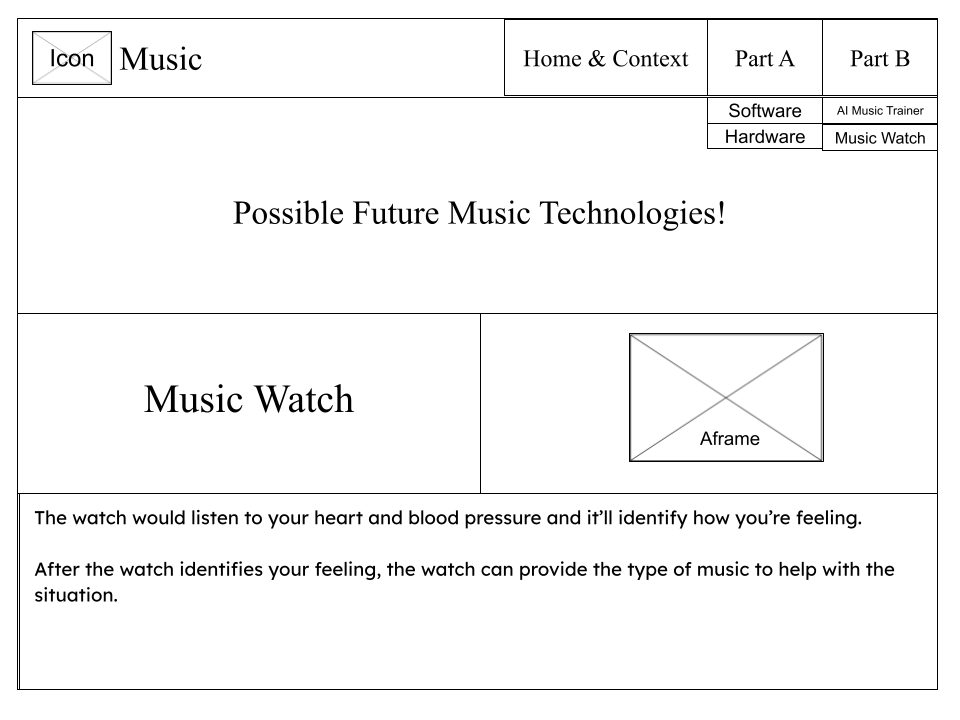 Icon Music Home & Context Part A Part B
Software AI Music Trainer
Hardware Music Watch
Possible Future Music Technologies!
Music Watch
Aframe
The watch would listen to your heart and blood pressure and it’ll identify how you’re feeling.
After the watch identifies your feeling, the watch can provide the type of music to help with the
situation.